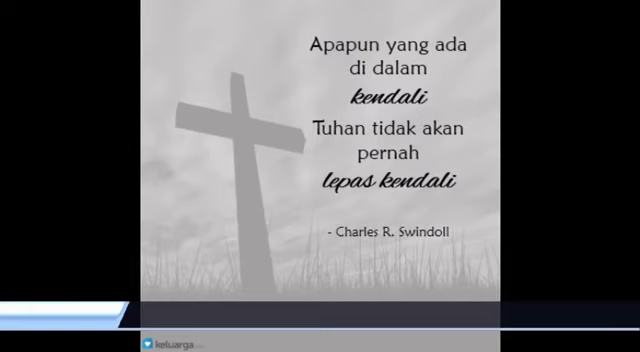 Apapun yang ada
di dalam
kendali
Tuhan tidak akan
pernah
lepas kendali
- Charles R. Swindoll
keluarga